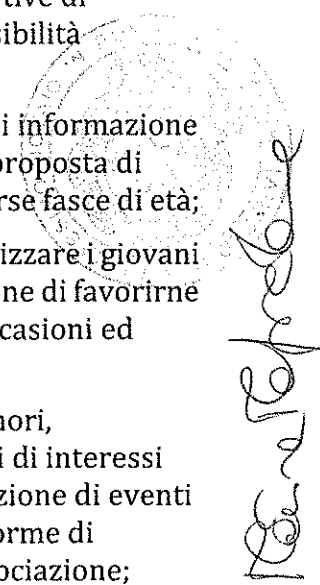 tive di
sibilità
i informazione
proposta di
rse fasce di età;
izzare i giovani
ne di favorirne
casioni ed
nori,
i di interessi
zione di eventi
orme di
ociazione;